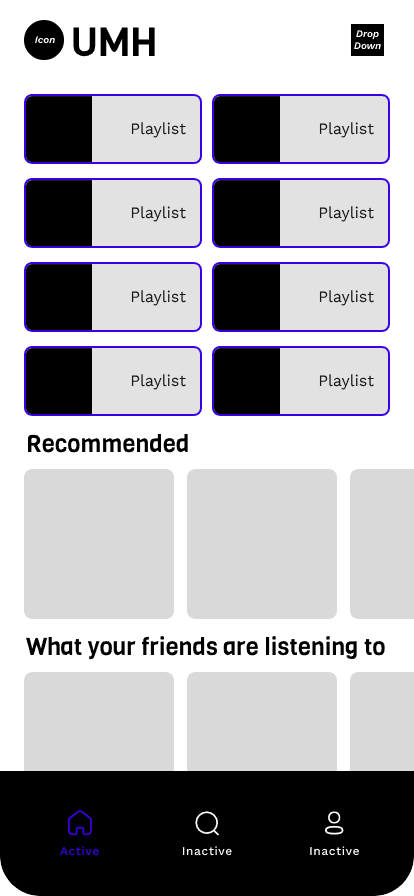 Icon
UMH
Drop
Down
Playlist
Playlist
Playlist
Playlist
Playlist
Playlist
Playlist
Playlist
Recommended
What your friends are listening to
Active
Inactive
Inactive